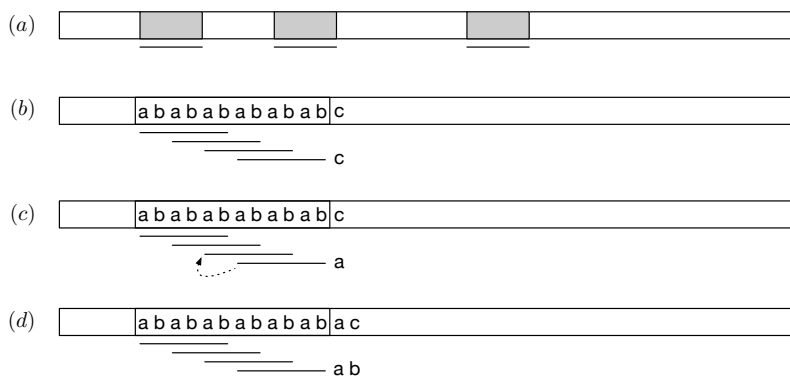 (a)
(b) a b a b a b a b a b a b c
c
(c) a b a b a b a b a b a b c
a
(d) a b a b a b a b a b a b a c
a b